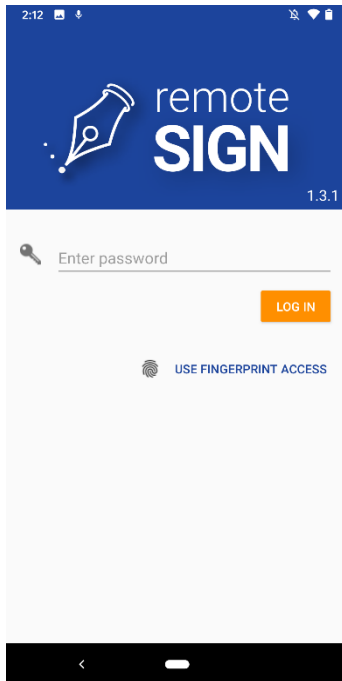 2:12
remote
SIGN
1.3.1
Enter password
LOG IN
USE FINGERPRINT ACCESS